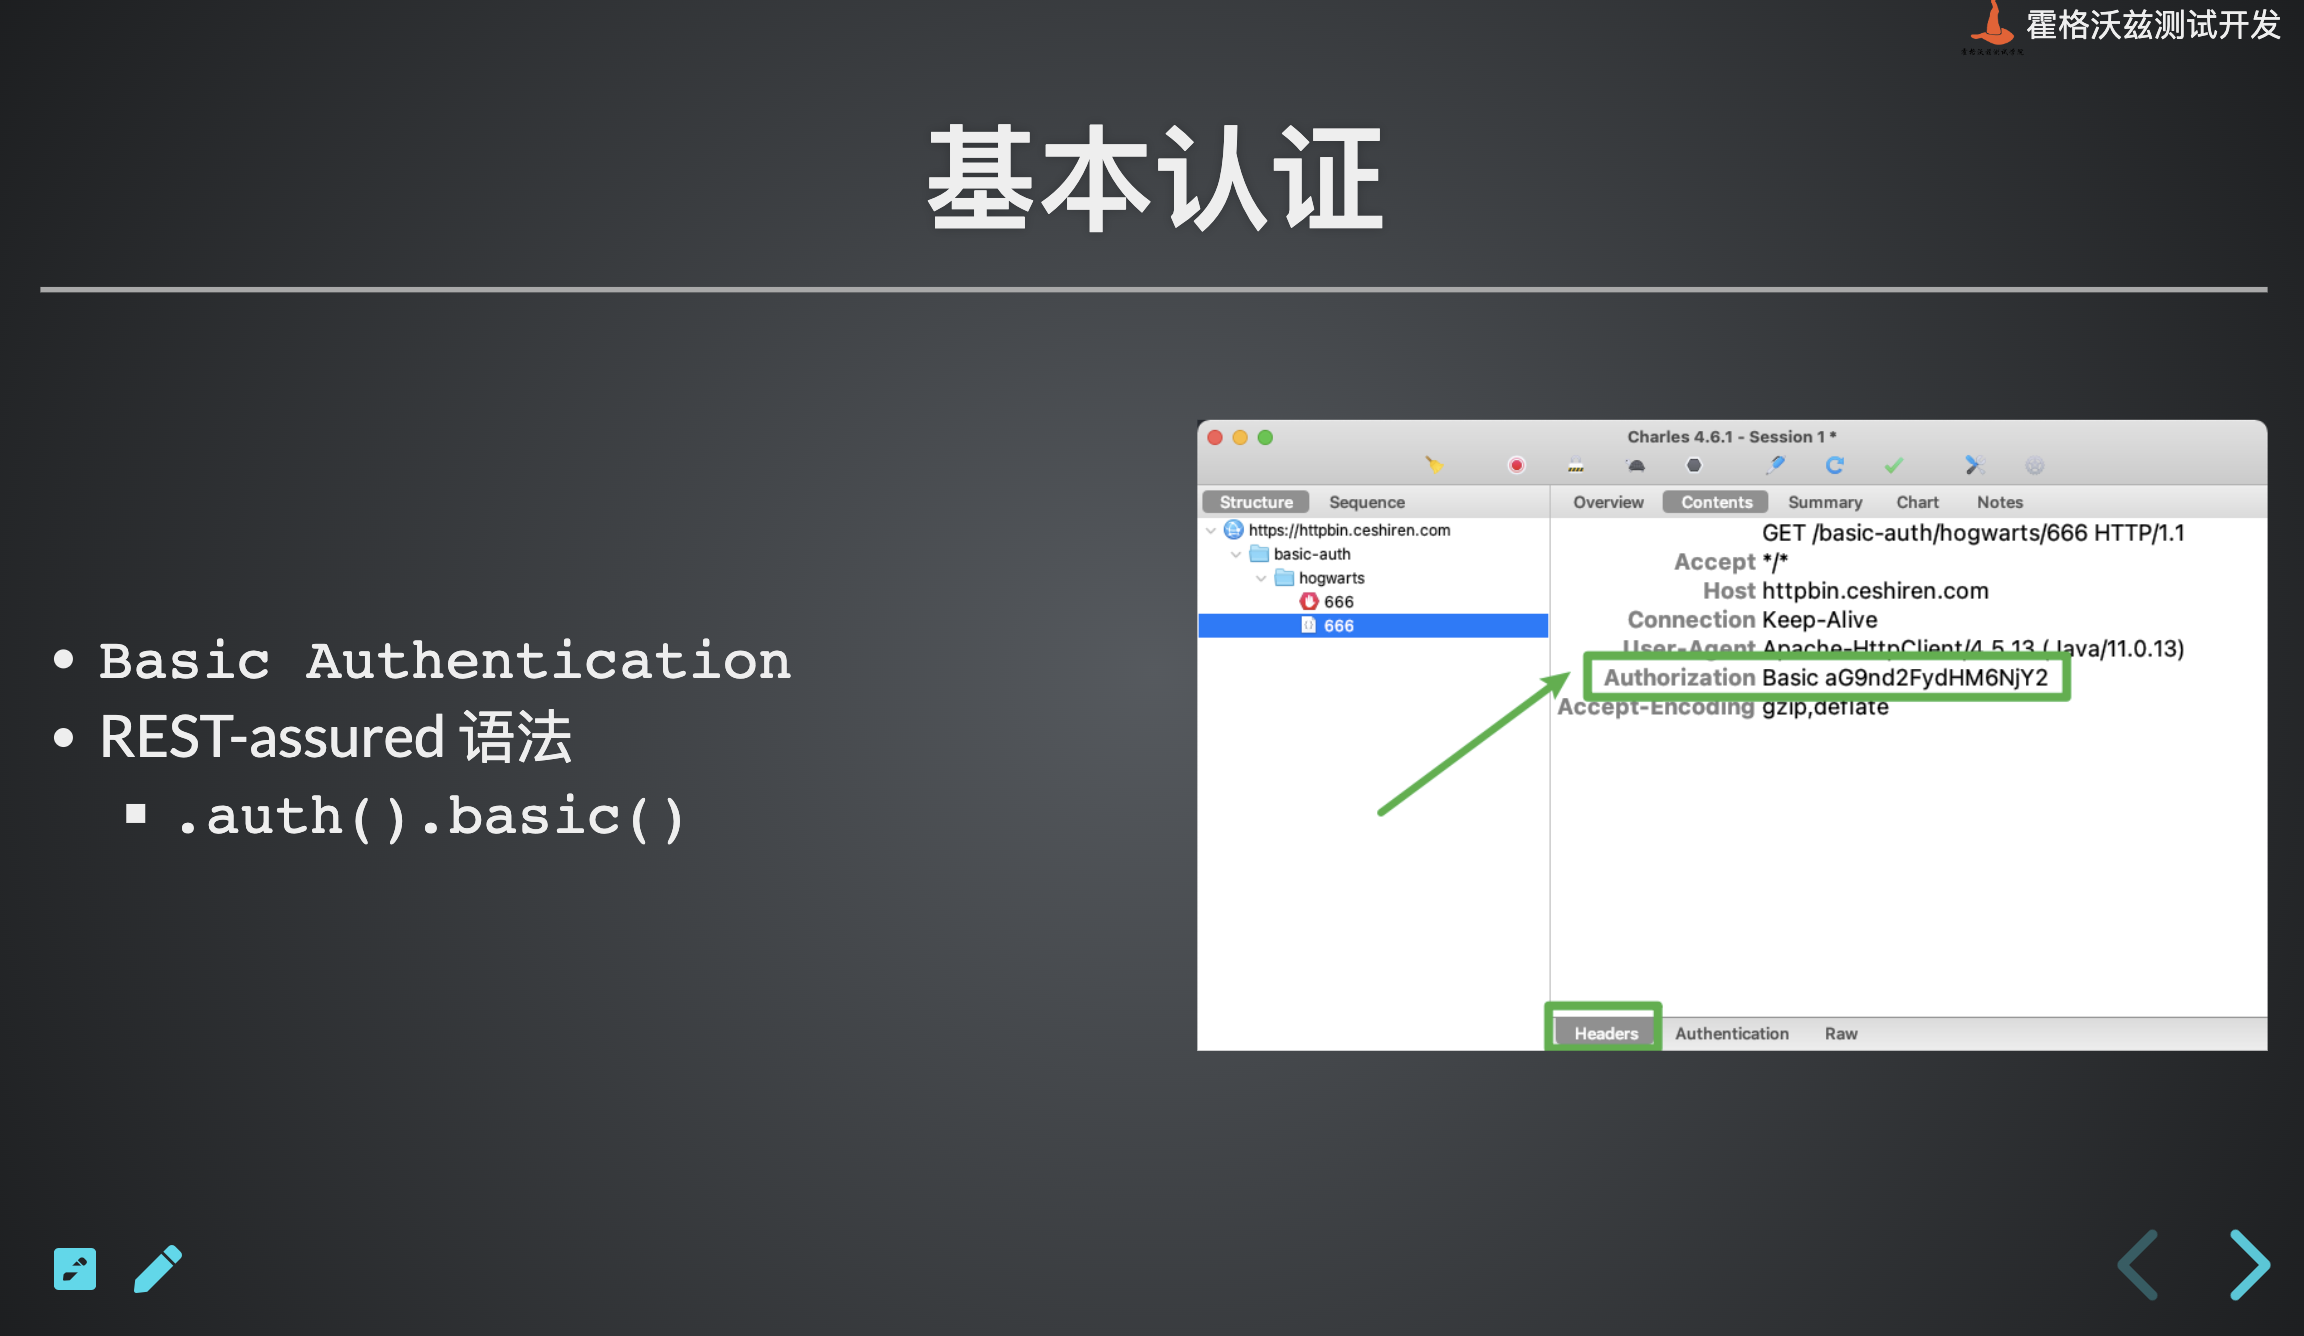 霍格沃兹测试开发
基本认证
Basic Authentication
REST-assured 语法
.auth().basic()
Charles 4.6.1 - Session 1 *
Structure Sequence
Overview Contents Summary Chart Notes
https://httpbin.ceshiren.com
basic-auth
hogwarts
666
666
GET /basic-auth/hogwarts/666 HTTP/1.1
Accept */*
Host httpbin.ceshiren.com
Connection Keep-Alive
User-Agent Apache-HttpClient/4.5.13 (Java/11.0.13)
Authorization Basic aG9nd2FydHM6NjY2
Accept-Encoding gzip,deflate
Headers Authentication Raw